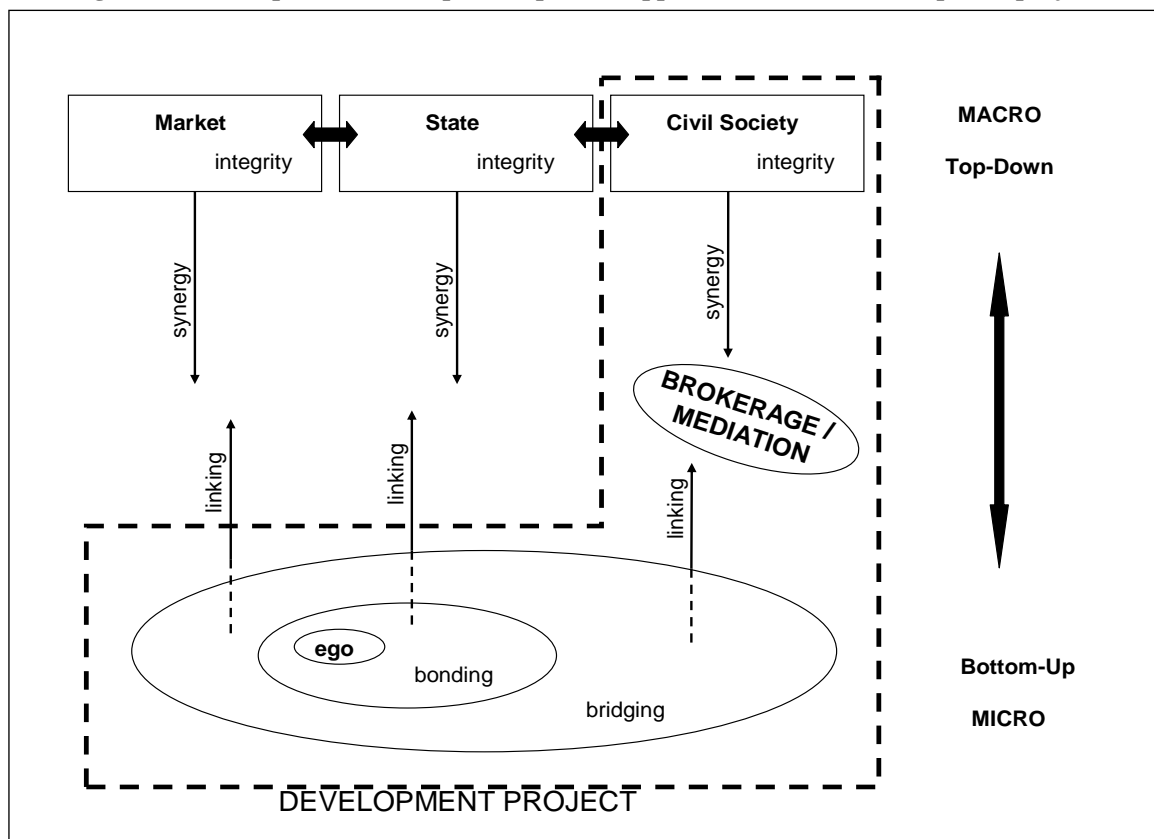 Market
State
Civil Society
integrity
integrity
integrity
MACRO
Top-Down
synergy
synergy
synergy
BROKERAGE /
MEDIATION
linking
linking
linking
ego
bonding
bridging
Bottom-Up
MICRO
DEVELOPMENT PROJECT